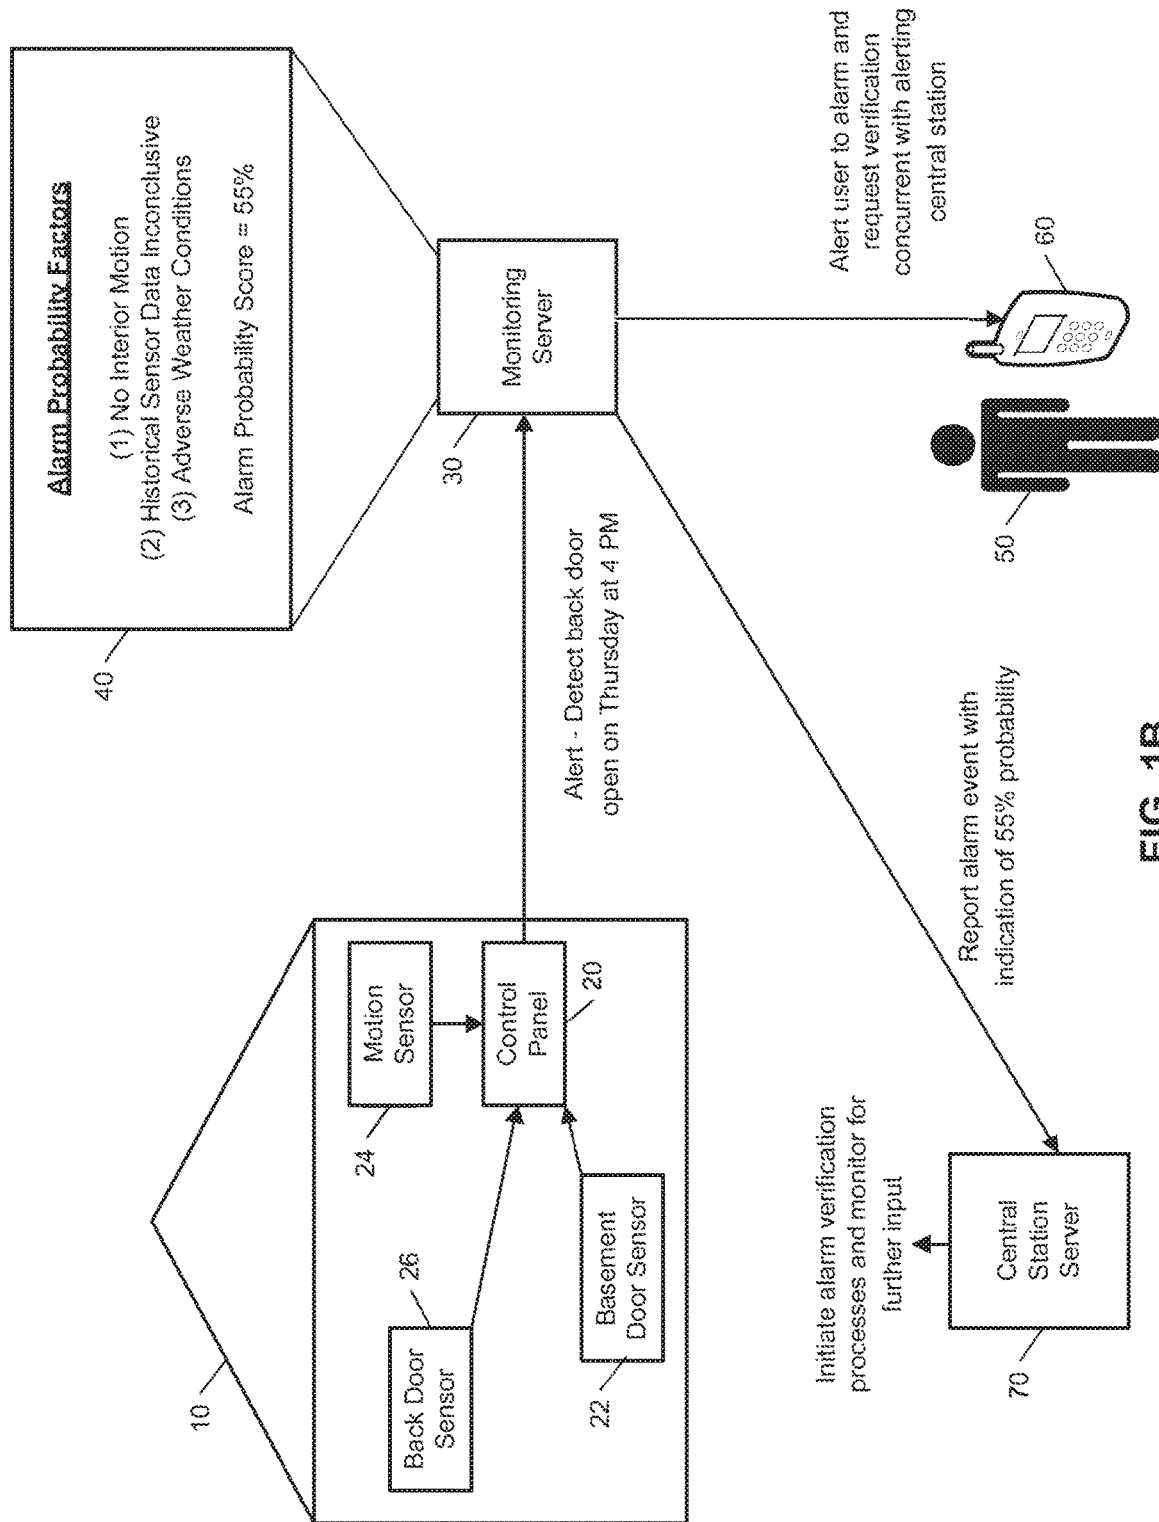 10
Back Door
Sensor
26
Motion
Sensor
24
Control
Panel
20
Basement
Door Sensor
22
Alert - Detect back door
open on Thursday at 4 PM
40
Alarm Probability Factors
(1) No Interior Motion
(2) Historical Sensor Data Inconclusive
(3) Adverse Weather Conditions
Alarm Probability Score = 55%
30
Monitoring
Server
Initiate alarm verification
processes and monitor for
further input
70
Central
Station
Server
Report alarm event with
indication of 55% probability
50
60
Alert user to alarm and
request verification
concurrent with alerting
central station
FIG. 1B